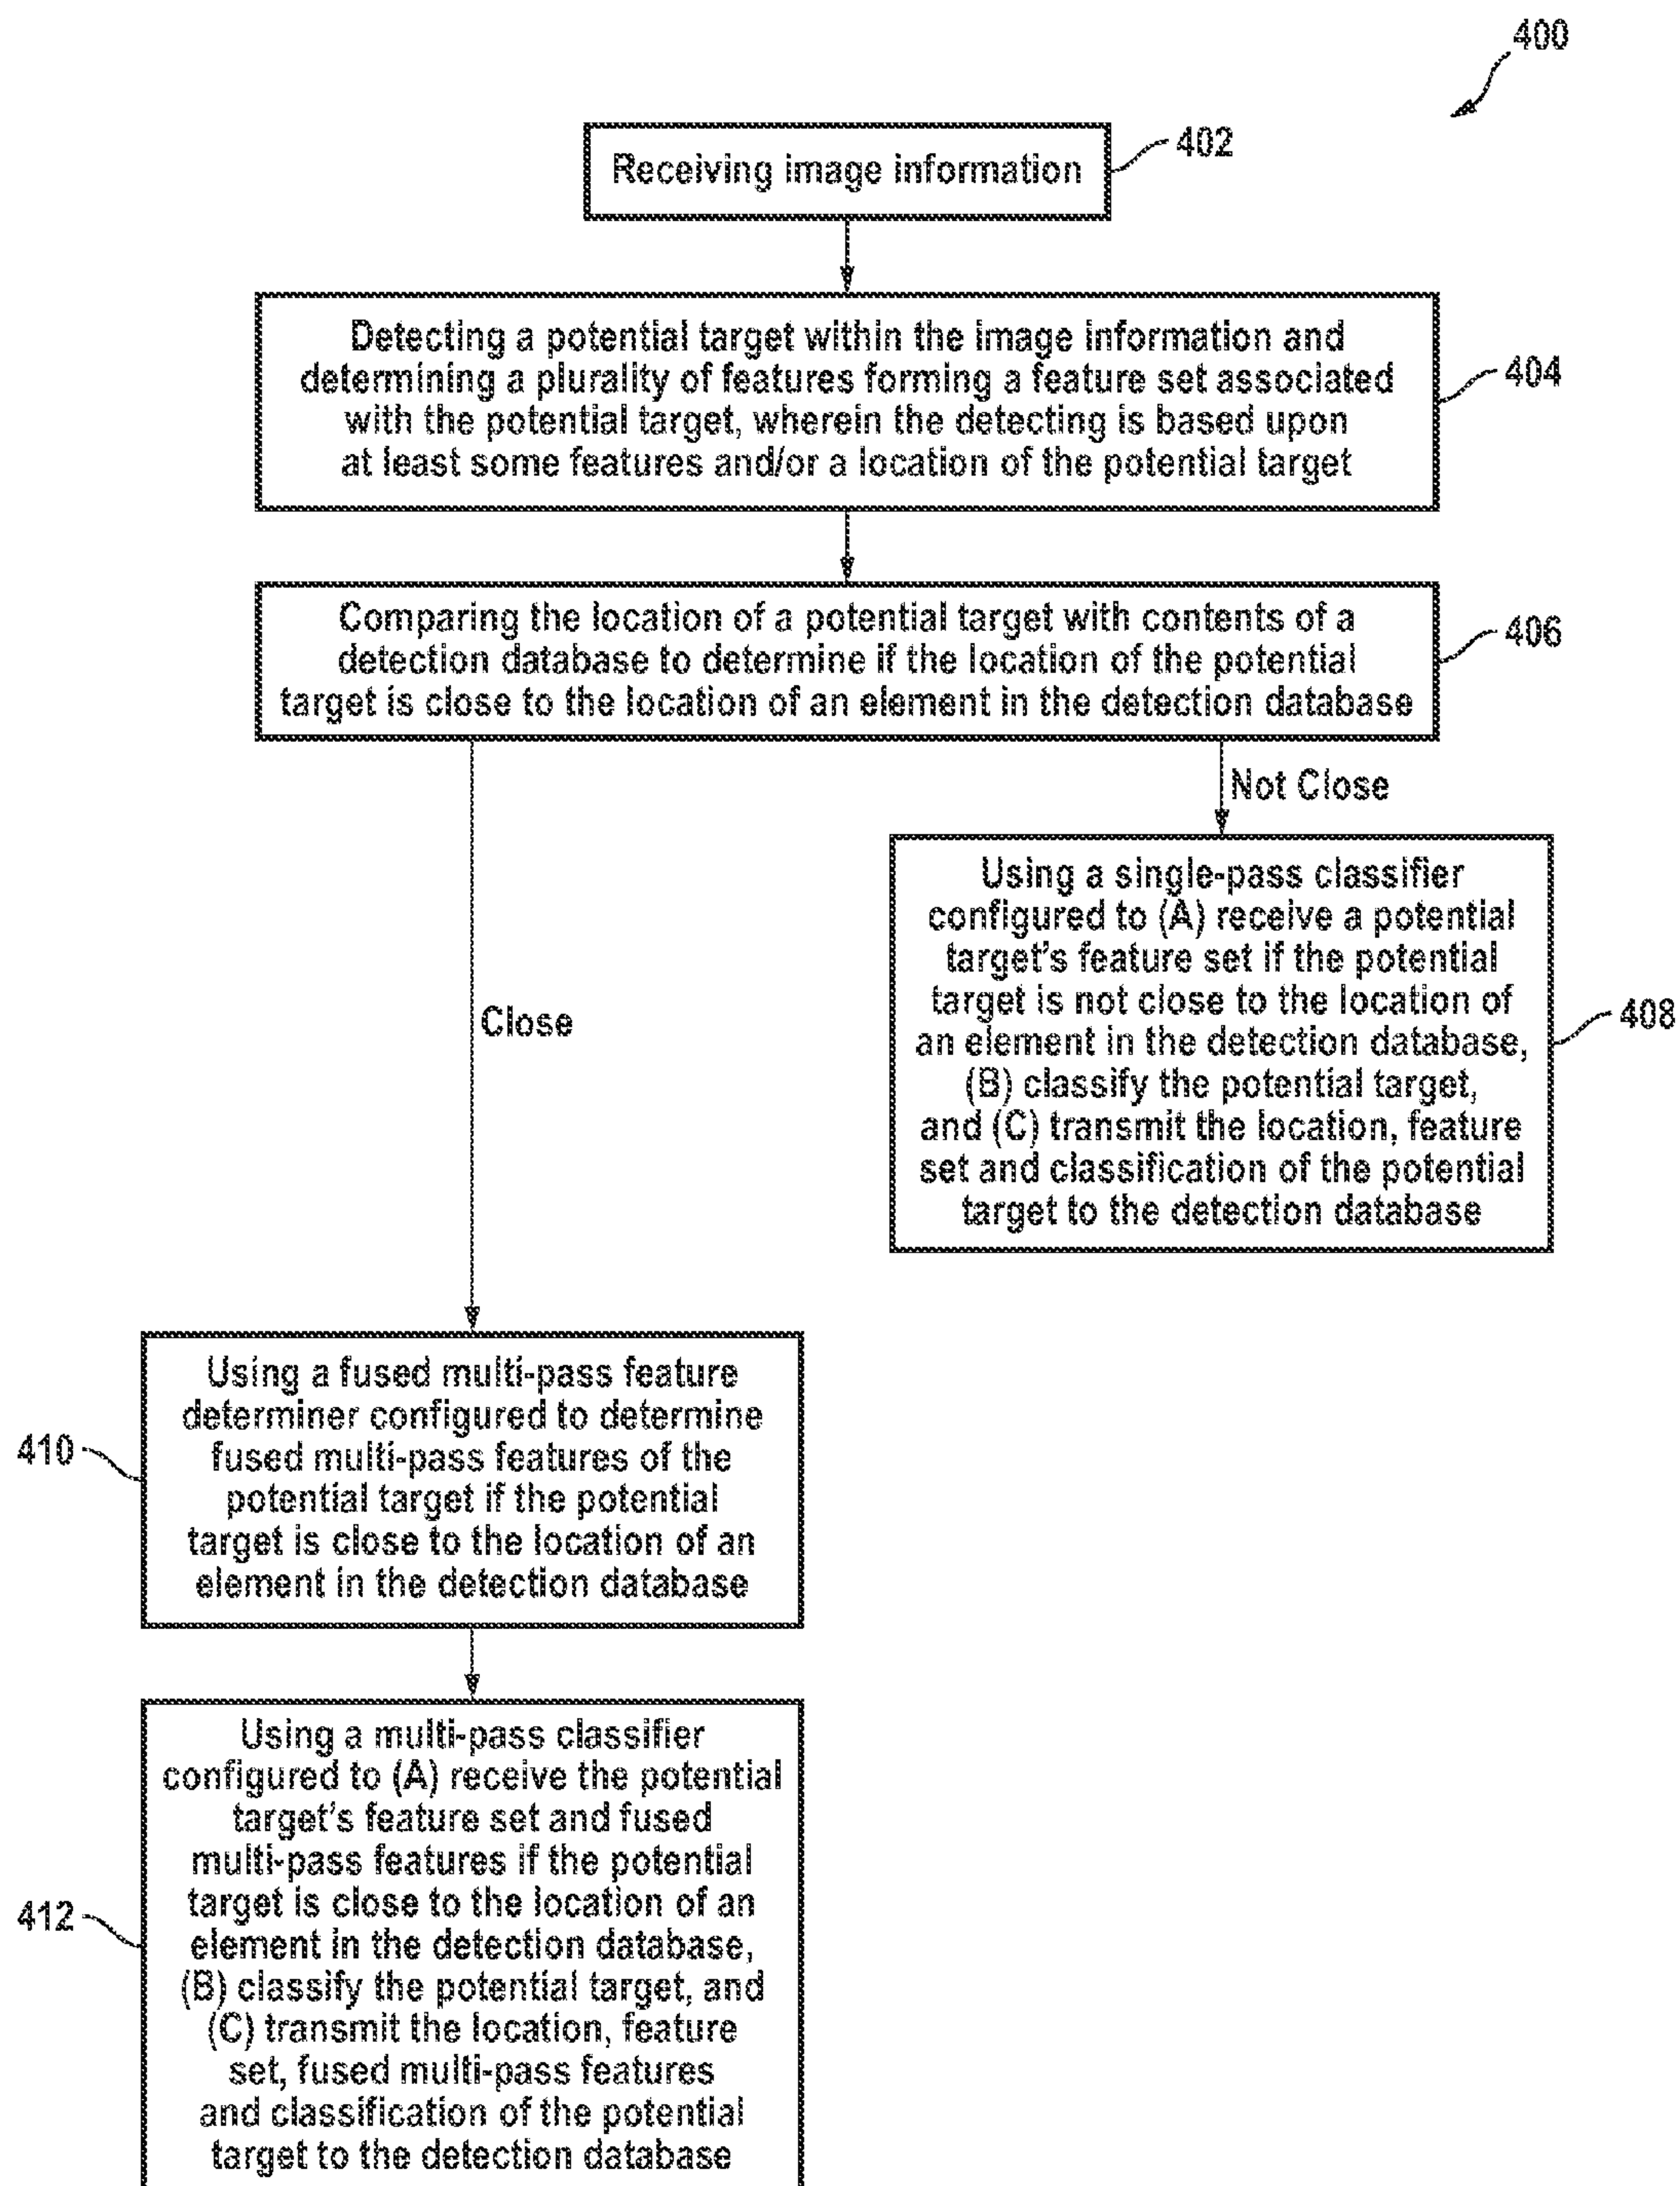 400
Receiving image information
402
Detecting a potential target within the image information and
determining a plurality of features forming a feature set associated
with the potential target, wherein the detecting is based upon
at least some features and/or a location of the potential target
404
Comparing the location of a potential target with contents of a
detection database to determine if the location of the potential
target is close to the location of an element in the detection database
406
Not Close
Using a single-pass classifier
configured to (A) receive a potential
target's feature set if the potential
target is not close to the location of
an element in the detection database,
(B) classify the potential target,
and (C) transmit the location, feature
set and classification of the potential
target to the detection database
408
Close
Using a fused multi-pass feature
determiner configured to determine
fused multi-pass features of the
potential target if the potential
target is close to the location of an
element in the detection database
410
Using a multi-pass classifier
configured to (A) receive the potential
target's feature set and fused
multi-pass features if the potential
target is close to the location of an
element in the detection database,
(B) classify the potential target, and
(C) transmit the location, feature
set, fused multi-pass features
and classification of the potential
target to the detection database
412